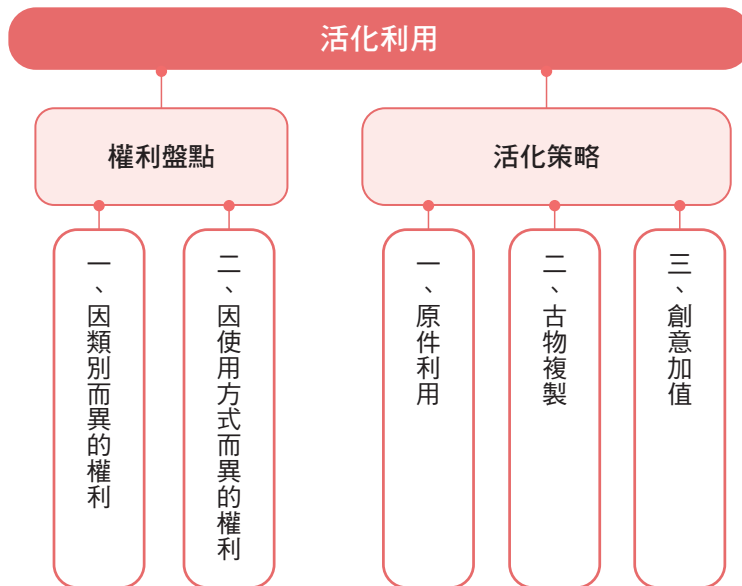 活化利用
權利盤點
活化策略
一、因類別而異的權利
二、因使用方式而異的權利
一、原件利用
二、古物複製
三、創意加值